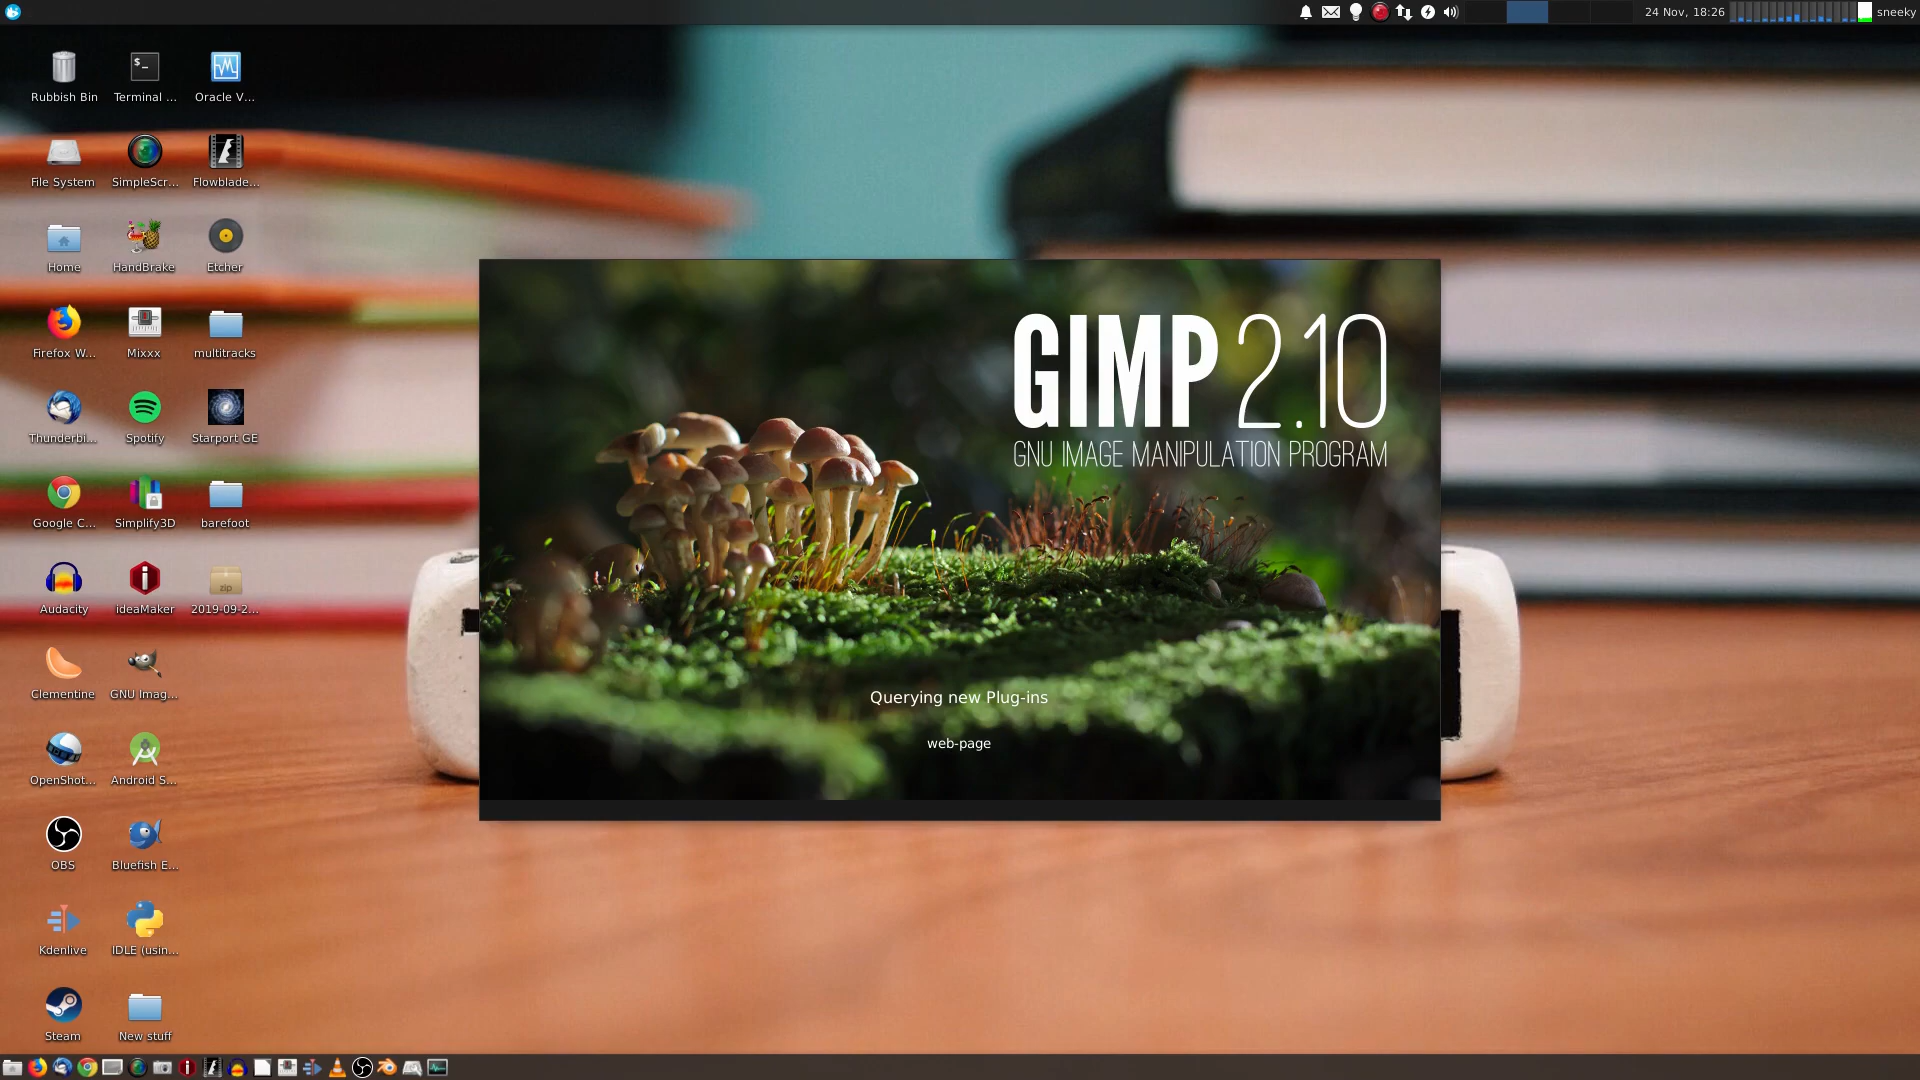 24 Nov, 18:26
sneeky
Rubbish Bin
Terminal ...
Oracle V...
File System
SimpleScr...
Flowblade...
Home
HandBrake
Etcher
Firefox W...
Mixxx
multitracks
Thunderbi...
Spotify
Starport GE
Google C...
Simplify3D
barefoot
Audacity
ideaMaker
zip
2019-09-2...
Clementine
GNU Imag...
OpenShot...
Android S...
OBS
Bluefish E...
Kdenlive
IDLE (usin...
Steam
New stuff
GIMP 2.10
GNU IMAGE MANIPULATION PROGRAM
Querying new Plug-ins
web-page